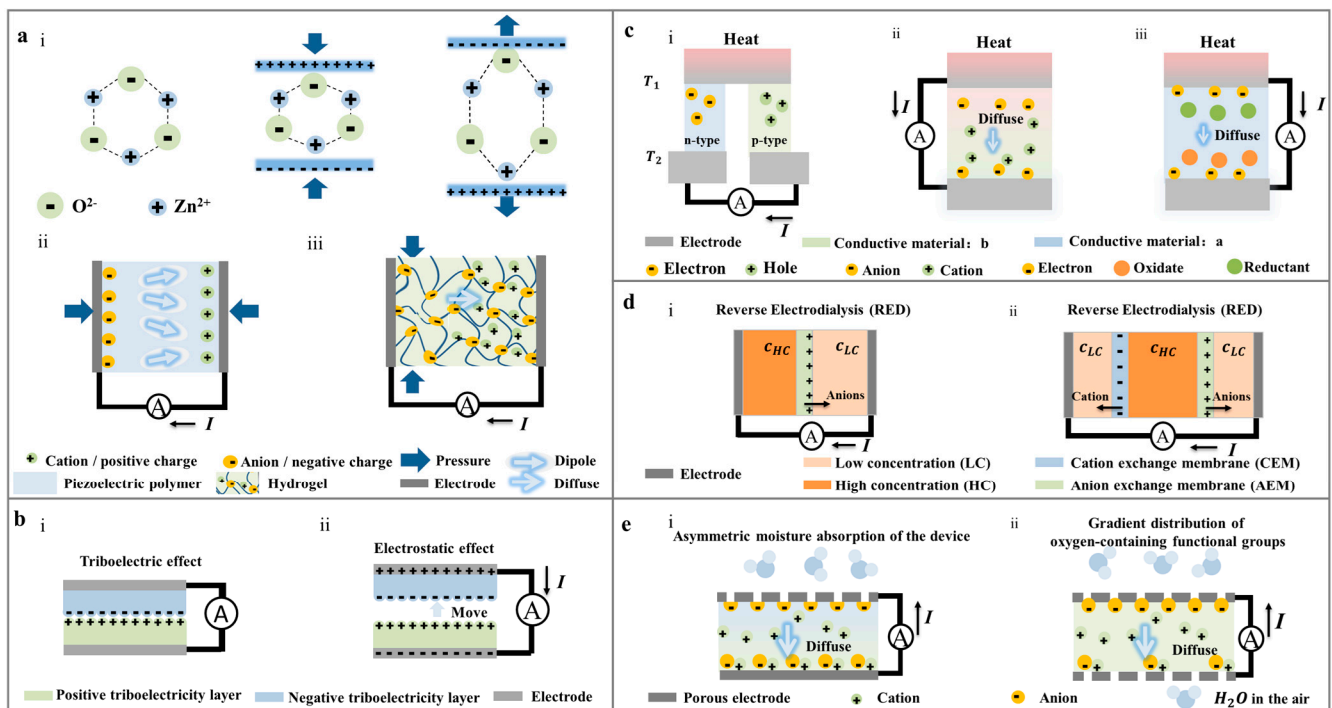 a
i
O²⁻
Zn²⁺
ii
iii
A
I
A
I
Cation / positive charge
Anion / negative charge
Pressure
Dipole
Piezoelectric polymer
Hydrogel
Electrode
Diffuse
b
i
Triboelectric effect
A
ii
Electrostatic effect
Move
A
I
Positive triboelectricity layer
Negative triboelectricity layer
Electrode
c
i
Heat
T₁
n-type
p-type
T₂
A
I
ii
Heat
I
A
Diffuse
iii
Heat
Diffuse
A
I
Electrode
Conductive material: b
Conductive material: a
Electron
Hole
Anion
Cation
Electron
Oxidate
Reductant
d
i
Reverse Electrodialysis (RED)
c_HC
c_LC
Anions
A
I
ii
Reverse Electrodialysis (RED)
c_LC
c_HC
c_LC
Cation
Anions
A
I
Electrode
Low concentration (LC)
Cation exchange membrane (CEM)
High concentration (HC)
Anion exchange membrane (AEM)
e
i
Asymmetric moisture absorption of the device
Diffuse
A
I
ii
Gradient distribution of
oxygen-containing functional groups
Diffuse
A
I
Porous electrode
Cation
Anion
H₂O in the air